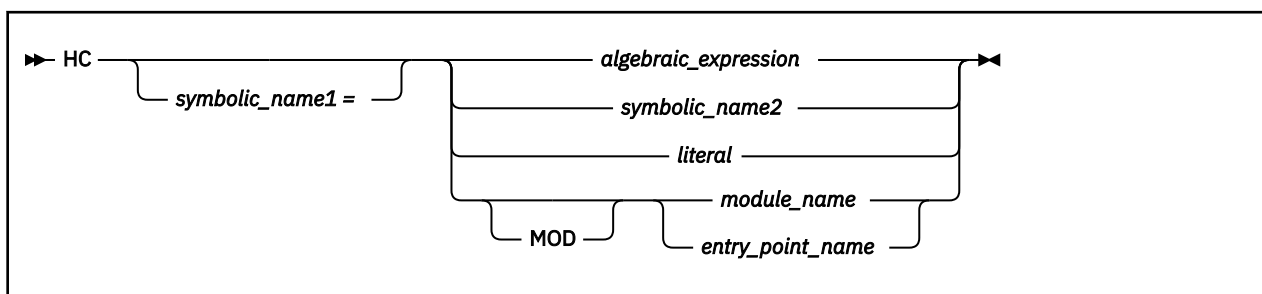 HC algebraic_expression
symbolic_name1 =
symbolic_name2
literal
module_name
MOD
entry_point_name